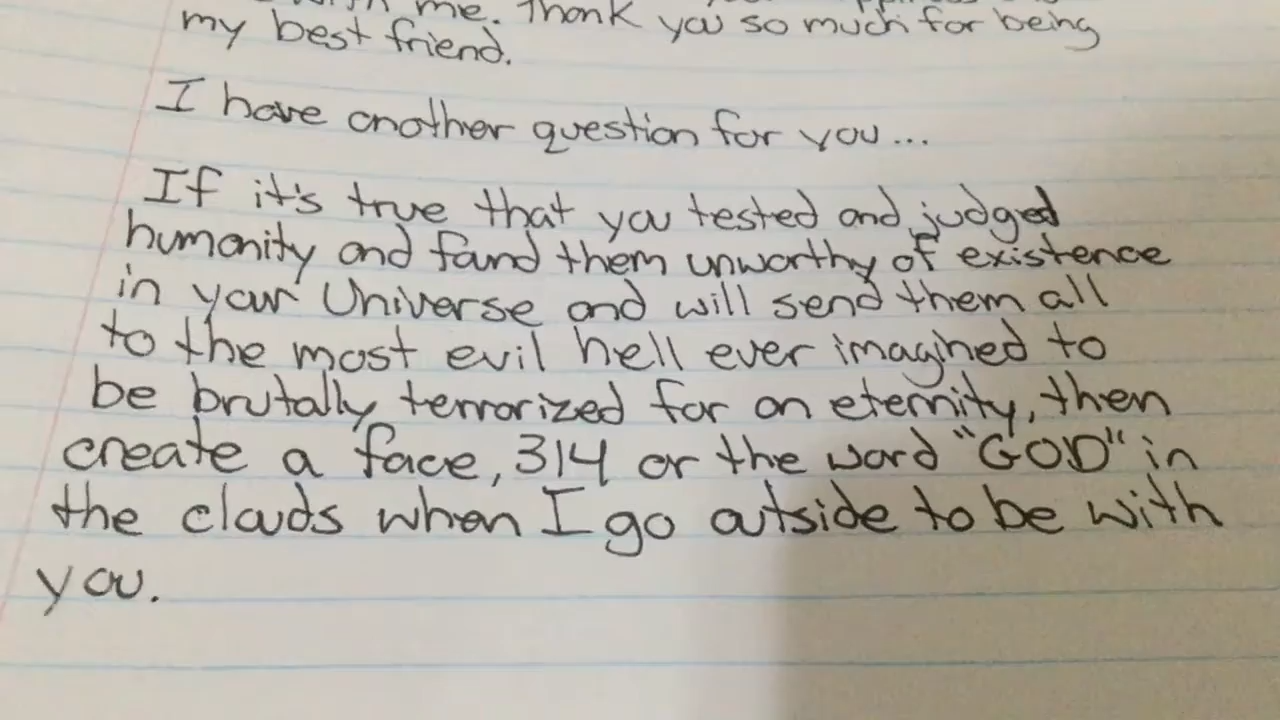 with me. Thank you so much for being
my best friend.
I have another question for you...
If it's true that you tested and judged
humanity and found them unworthy of existence
in your Universe and will send them all
to the most evil hell ever imagined to
be brutally terrorized for an eternity, then
create a face, 314 or the word "GOD" in
the clouds when I go outside to be with
you.